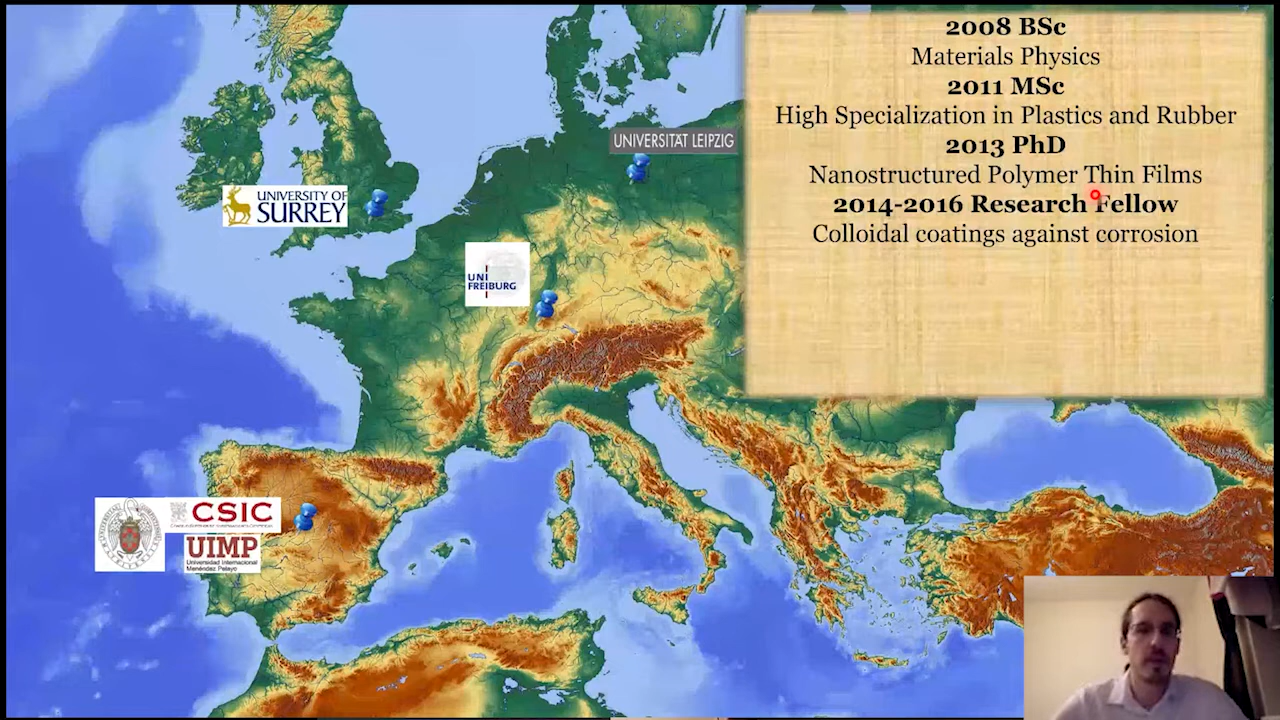 2008 BSc
Materials Physics
2011 MSc
High Specialization in Plastics and Rubber
2013 PhD
Nanostructured Polymer Thin Films
2014-2016 Research Fellow
Colloidal coatings against corrosion
UNIVERSITÄT LEIPZIG
UNIVERSITY OF
SURREY
UNI
FREIBURG
CSIC
UIMP
Universidad Internacional
Menéndez Pelayo